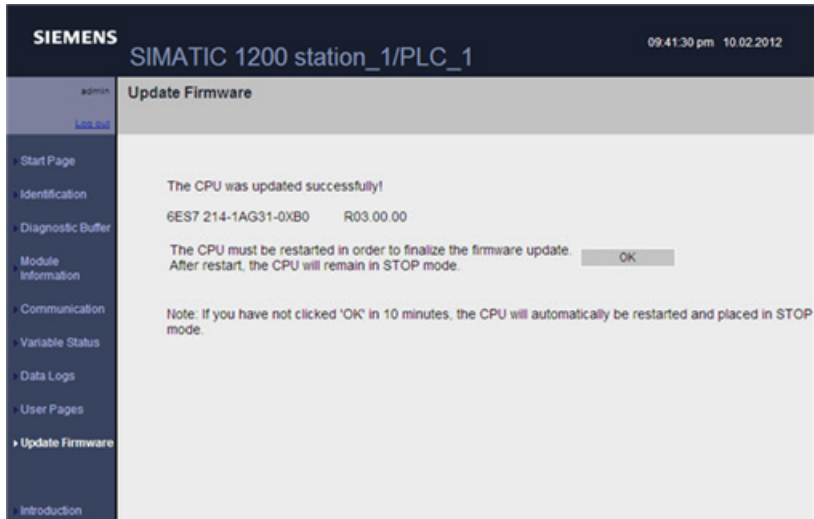 SIEMENS
SIMATIC 1200 station_1/PLC_1
09:41:30 pm 10.02.2012
admin
Log out
Update Firmware
Start Page
Identification
Diagnostic Buffer
Module
Information
Communication
Variable Status
Data Logs
User Pages
Update Firmware
Introduction
The CPU was updated successfully!
6ES7 214-1AG31-0XB0 R03.00.00
The CPU must be restarted in order to finalize the firmware update.
After restart, the CPU will remain in STOP mode.
OK
Note: If you have not clicked 'OK' in 10 minutes, the CPU will automatically be restarted and placed in STOP
mode.